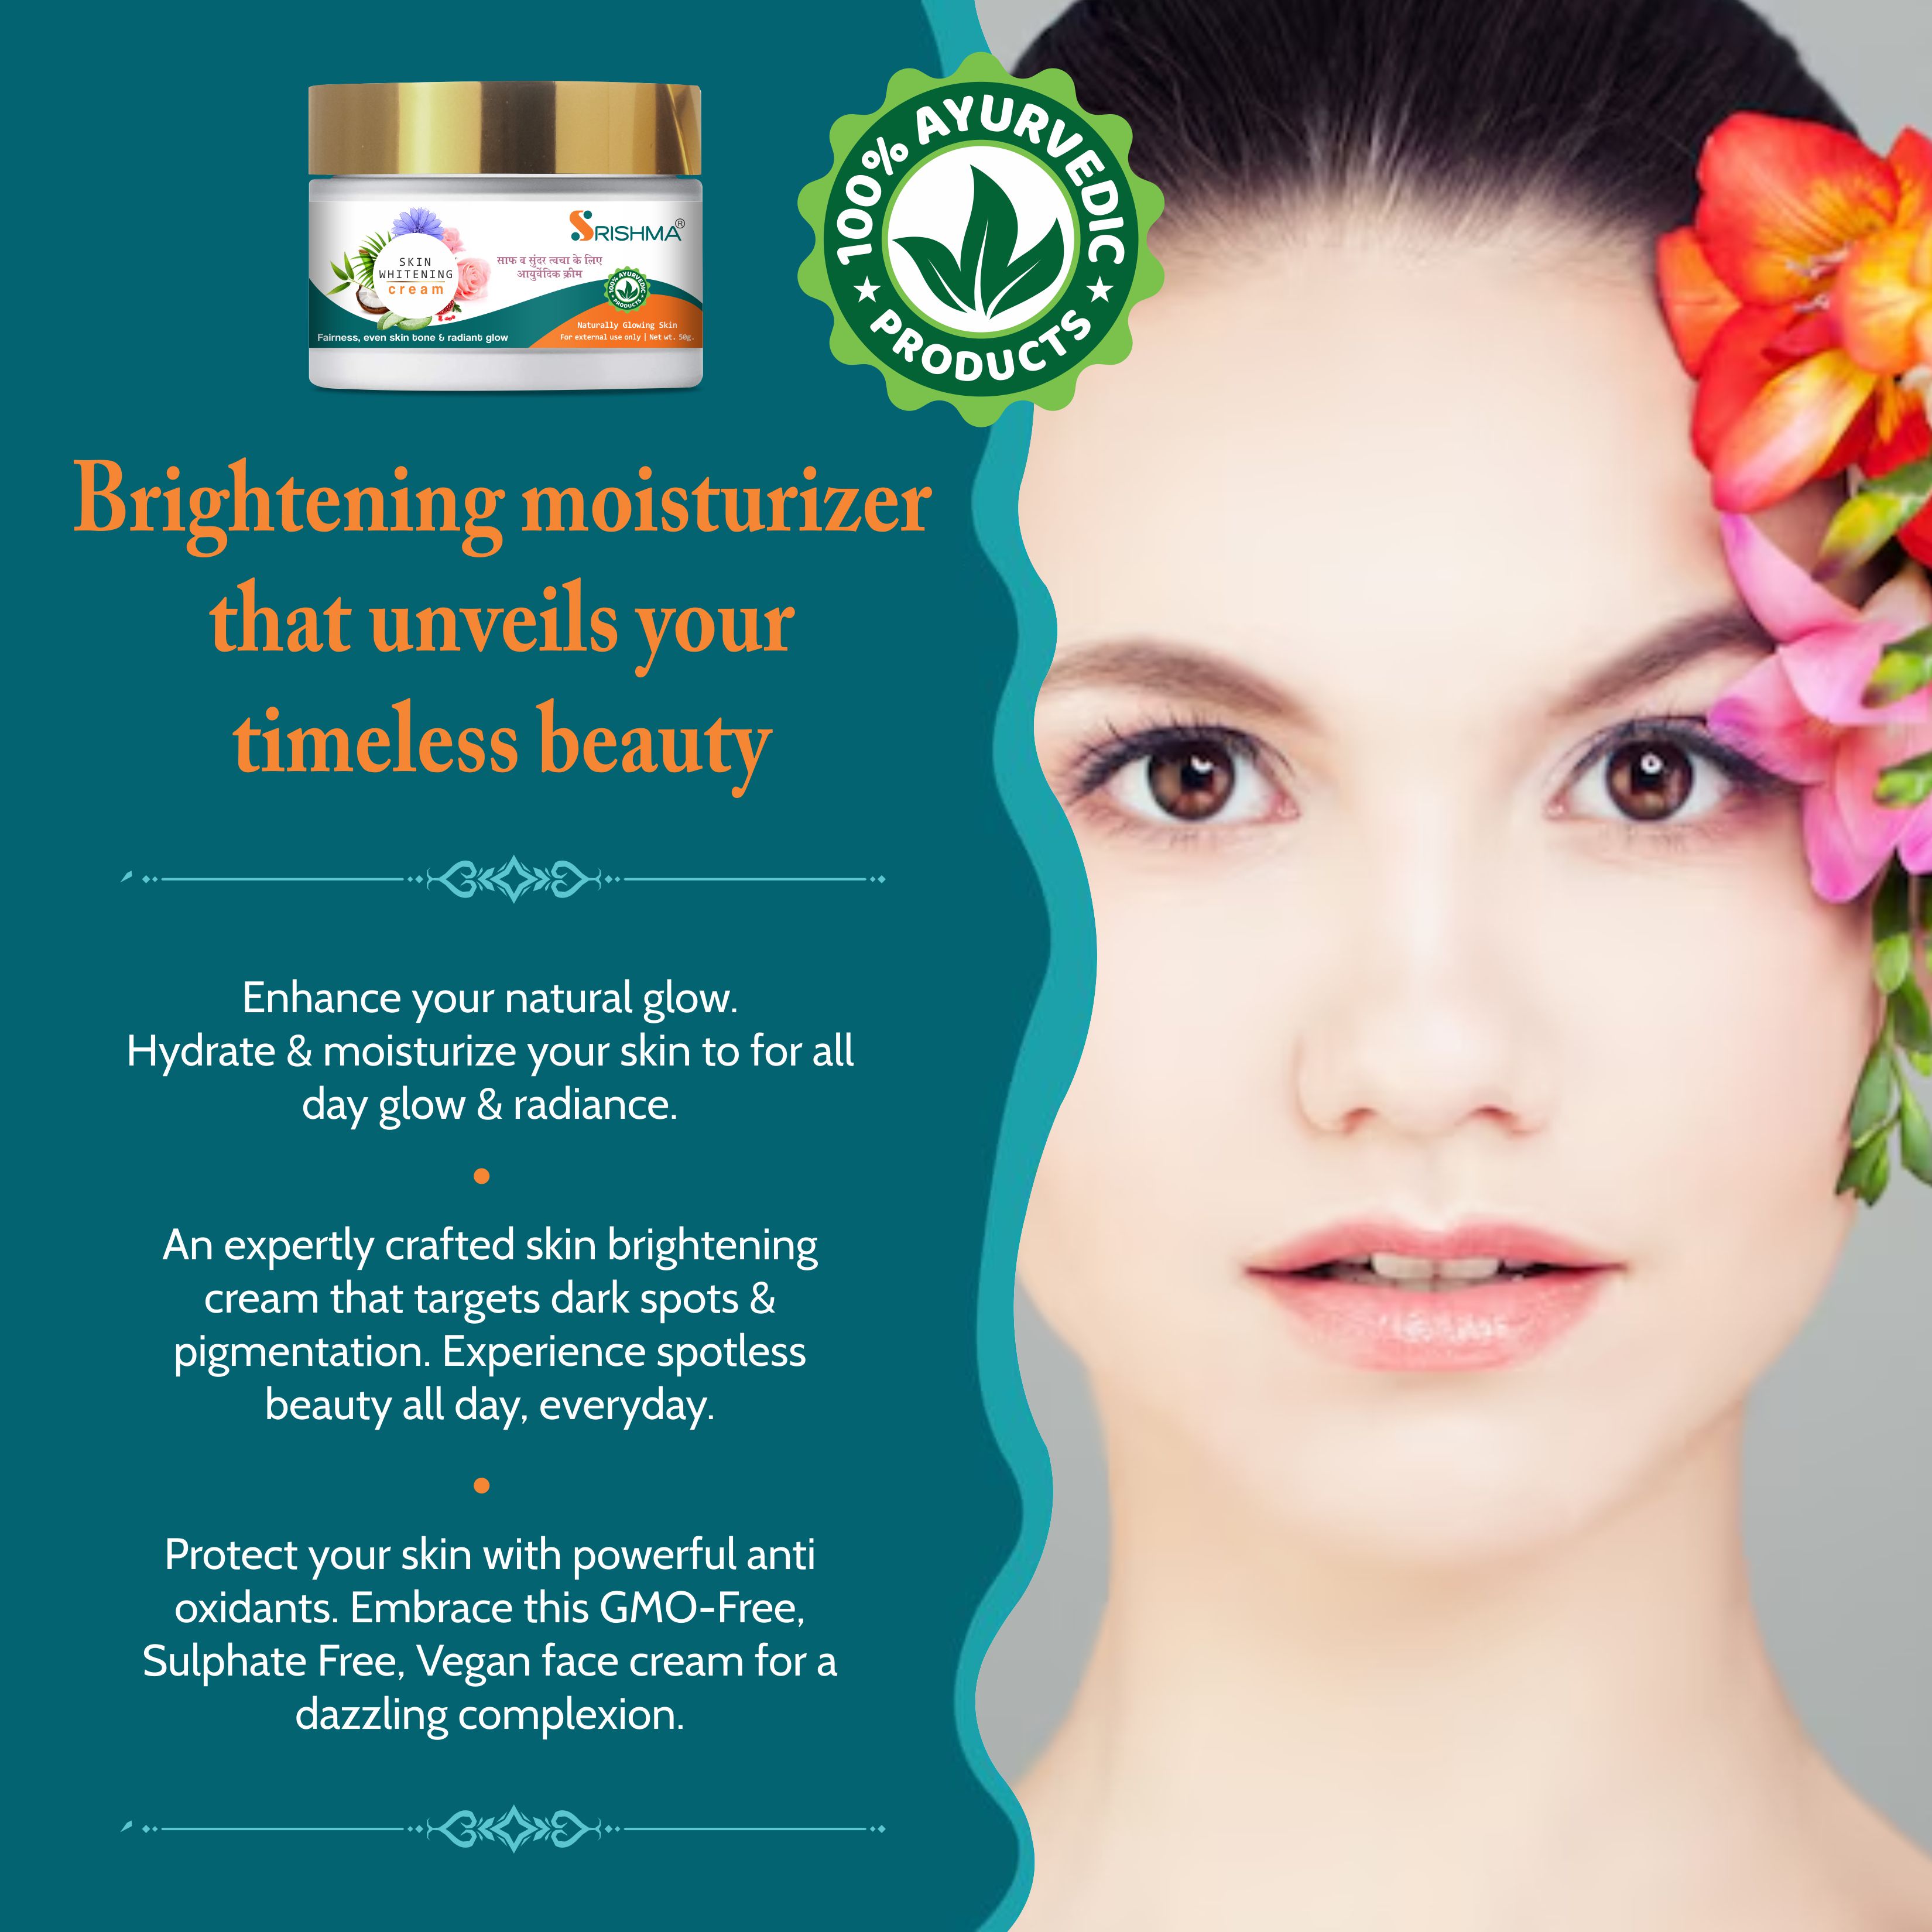 SRISHMA®
SKIN
WHITENING
cream
साफ व सुंदर त्वचा के लिए
आयुर्वेदिक क्रीम
100% AYURVEDIC
PRODUCTS
Naturally Glowing Skin
Fairness, even skin tone & radiant glow
For external use only | Net wt. 50g.
100% AYURVEDIC
PRODUCTS
Brightening moisturizer
that unveils your
timeless beauty
Enhance your natural glow.
Hydrate & moisturize your skin to for all
day glow & radiance.
An expertly crafted skin brightening
cream that targets dark spots &
pigmentation. Experience spotless
beauty all day, everyday.
Protect your skin with powerful anti
oxidants. Embrace this GMO-Free,
Sulphate Free, Vegan face cream for a
dazzling complexion.